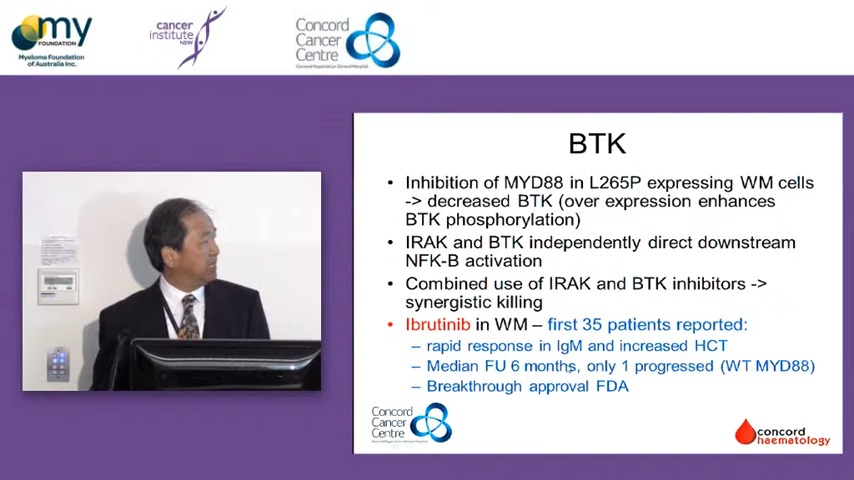 my
FOUNDATION
Myeloma Foundation
of Australia Inc.
cancer
institute
NSW
Concord
Cancer
Centre
Concord Repatriation General Hospital
BTK
• Inhibition of MYD88 in L265P expressing WM cells
-> decreased BTK (over expression enhances
BTK phosphorylation)
• IRAK and BTK independently direct downstream
NFK-B activation
• Combined use of IRAK and BTK inhibitors ->
synergistic killing
• Ibrutinib in WM – first 35 patients reported:
– rapid response in IgM and increased HCT
– Median FU 6 months, only 1 progressed (WT MYD88)
– Breakthrough approval FDA
Concord
Cancer
Centre
concord
haematology